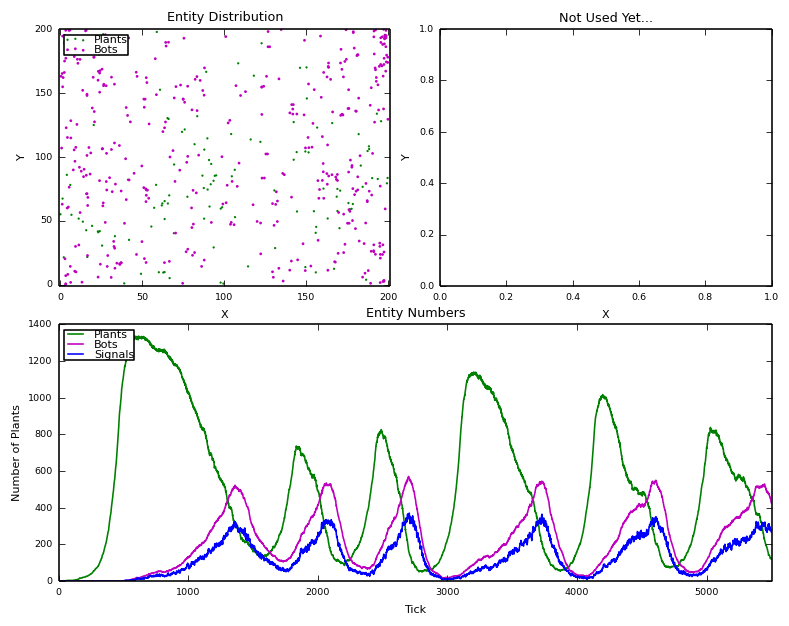 Entity Distribution
Not Used Yet...
200
150
100
50
0
Y
Plants
Bots
0 50 100 150 200
X
1.0
0.8
0.6
0.4
0.2
0.0
Y
0.0 0.2 0.4 0.6 0.8 1.0
X
Entity Numbers
1400
1200
1000
800
600
400
200
0
Number of Plants
Plants
Bots
Signals
0 1000 2000 3000 4000 5000
Tick